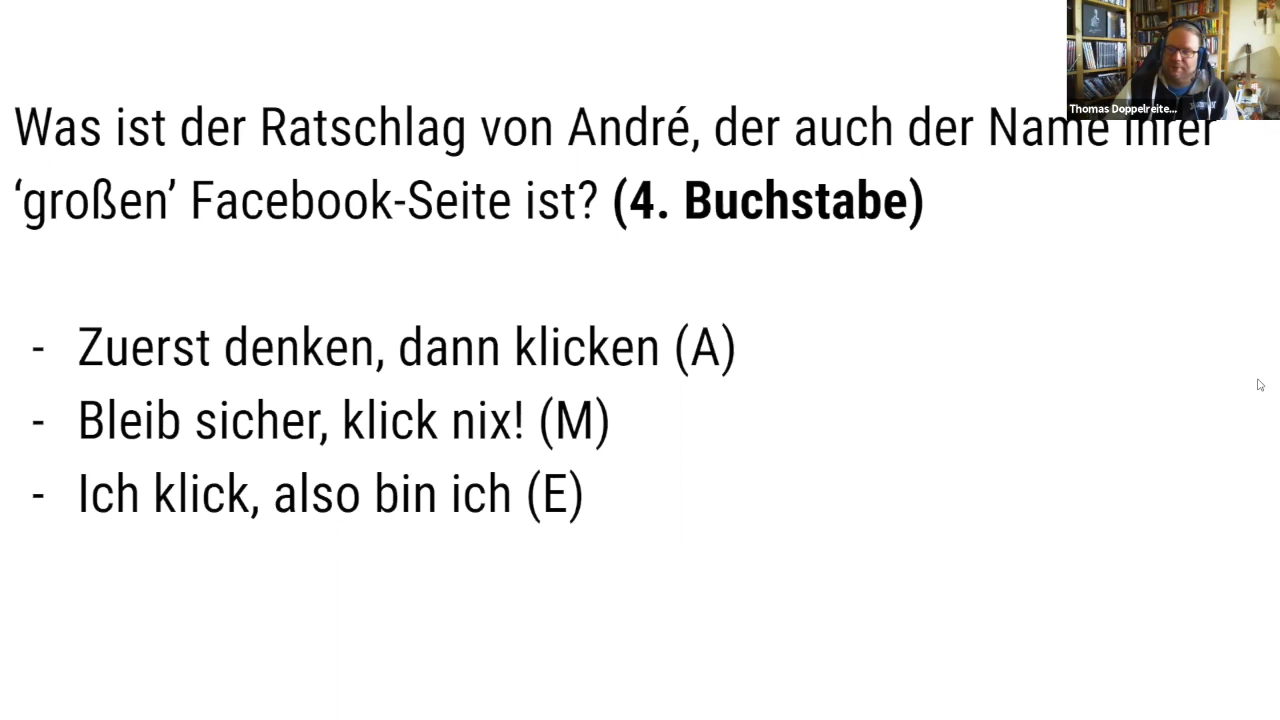 Was ist der Ratschlag von André, der auch der Name ihrer
‘großen’ Facebook-Seite ist? (4. Buchstabe)
- Zuerst denken, dann klicken (A)
- Bleib sicher, klick nix! (M)
- Ich klick, also bin ich (E)
Thomas Doppelreite...